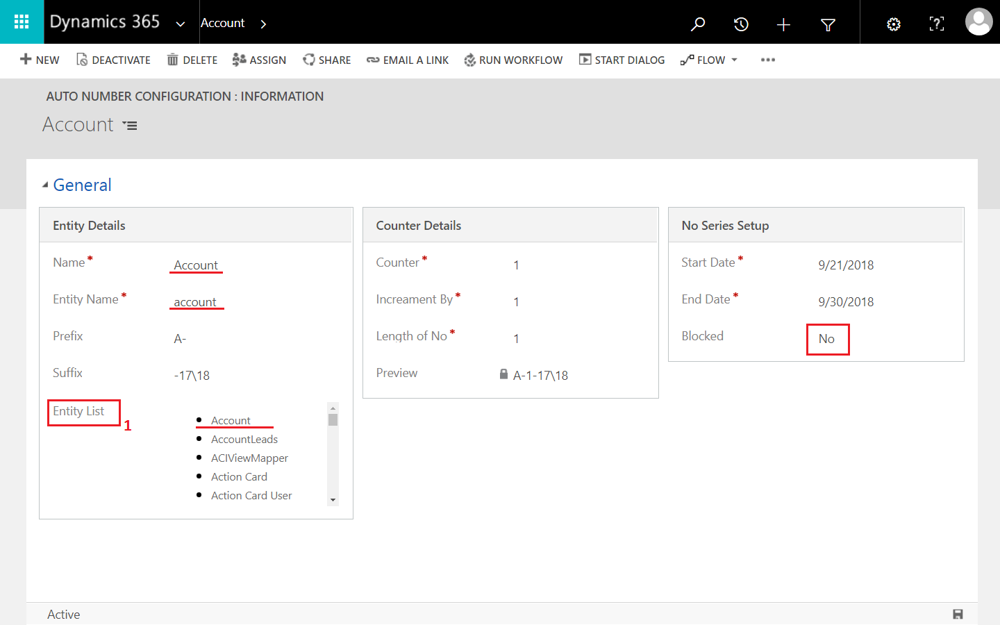 Dynamics 365 Account
NEW DEACTIVATE DELETE ASSIGN SHARE EMAIL A LINK RUN WORKFLOW START DIALOG FLOW
AUTO NUMBER CONFIGURATION : INFORMATION
Account
General
Entity Details
Name* Account
Entity Name* account
Prefix A-
Suffix -17\18
Entity List 1
• Account
• AccountLeads
• ACIViewMapper
• Action Card
• Action Card User
Counter Details
Counter* 1
Increament By* 1
Length of No* 1
Preview A-1-17\18
No Series Setup
Start Date* 9/21/2018
End Date* 9/30/2018
Blocked No
Active